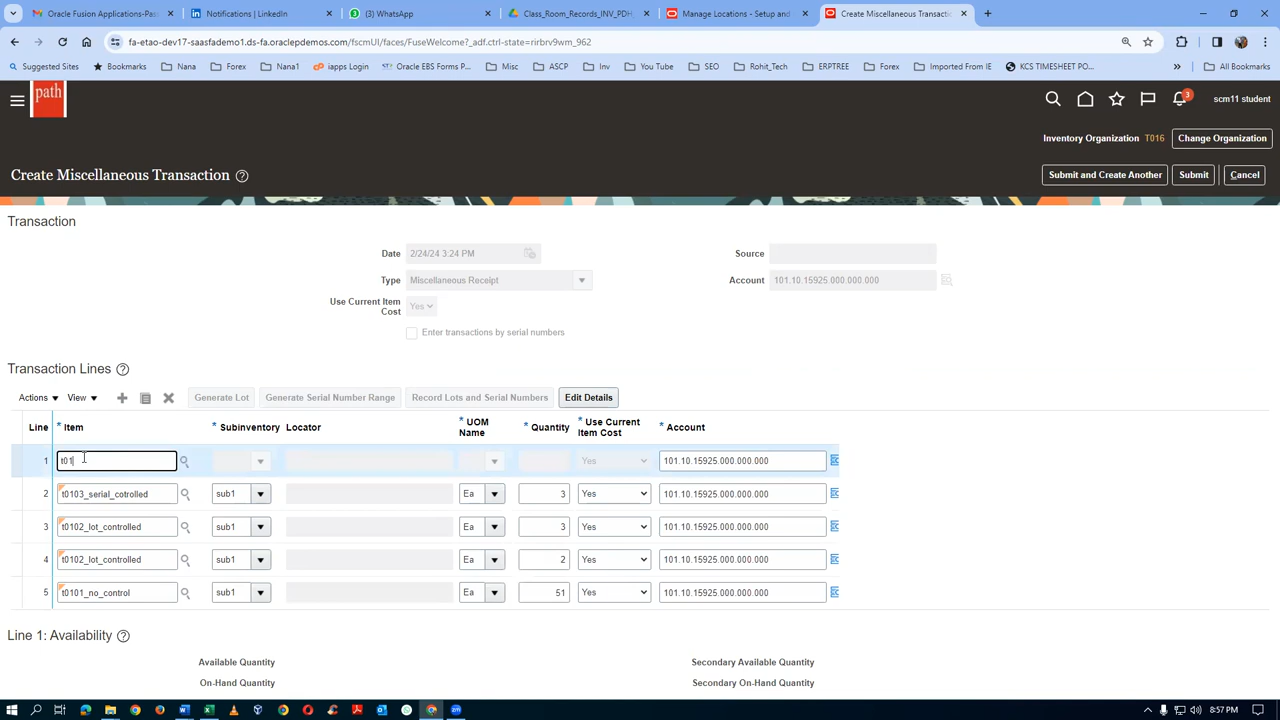 Oracle Fusion Applications-Pass
Notifications | LinkedIn
(3) WhatsApp
Class_Room_Records_INV_PDH
Manage Locations - Setup and
Create Miscellaneous Transactio
fa-etao-dev17-saasfademo1.ds-fa.oraclepdemos.com/fscmUI/faces/FuseWelcome?_adf.ctrl-state=rirbrv9wm_962
Suggested Sites
Bookmarks
Nana
Forex
Nana1
iapps Login
Oracle EBS Forms P...
Misc
ASCP
Inv
You Tube
SEO
Rohit_Tech
ERPTREE
Forex
Imported From IE
KCS TIMESHEET PO...
»
All Bookmarks
path
3
scm11 student
Inventory Organization T016
Change Organization
Create Miscellaneous Transaction
Submit and Create Another
Submit
Cancel
Transaction
Date 2/24/24 3:24 PM
Source
Type Miscellaneous Receipt
Account 101.10.15925.000.000.000
Use Current Item
Cost
Yes
Enter transactions by serial numbers
Transaction Lines
Actions
View
Generate Lot
Generate Serial Number Range
Record Lots and Serial Numbers
Edit Details
Line * Item * Subinventory Locator * UOM Name * Quantity * Use Current Item Cost * Account
1 t01 Yes 101.10.15925.000.000.000
2 t0103_serial_cotrolled sub1 Ea 3 Yes 101.10.15925.000.000.000
3 t0102_lot_controlled sub1 Ea 3 Yes 101.10.15925.000.000.000
4 t0102_lot_controlled sub1 Ea 2 Yes 101.10.15925.000.000.000
5 t0101_no_control sub1 Ea 51 Yes 101.10.15925.000.000.000
Line 1: Availability
Available Quantity
Secondary Available Quantity
On-Hand Quantity
Secondary On-Hand Quantity
8:57 PM